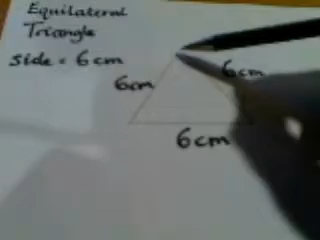 Equilateral
Triangle
side = 6cm
6cm
6cm
6cm